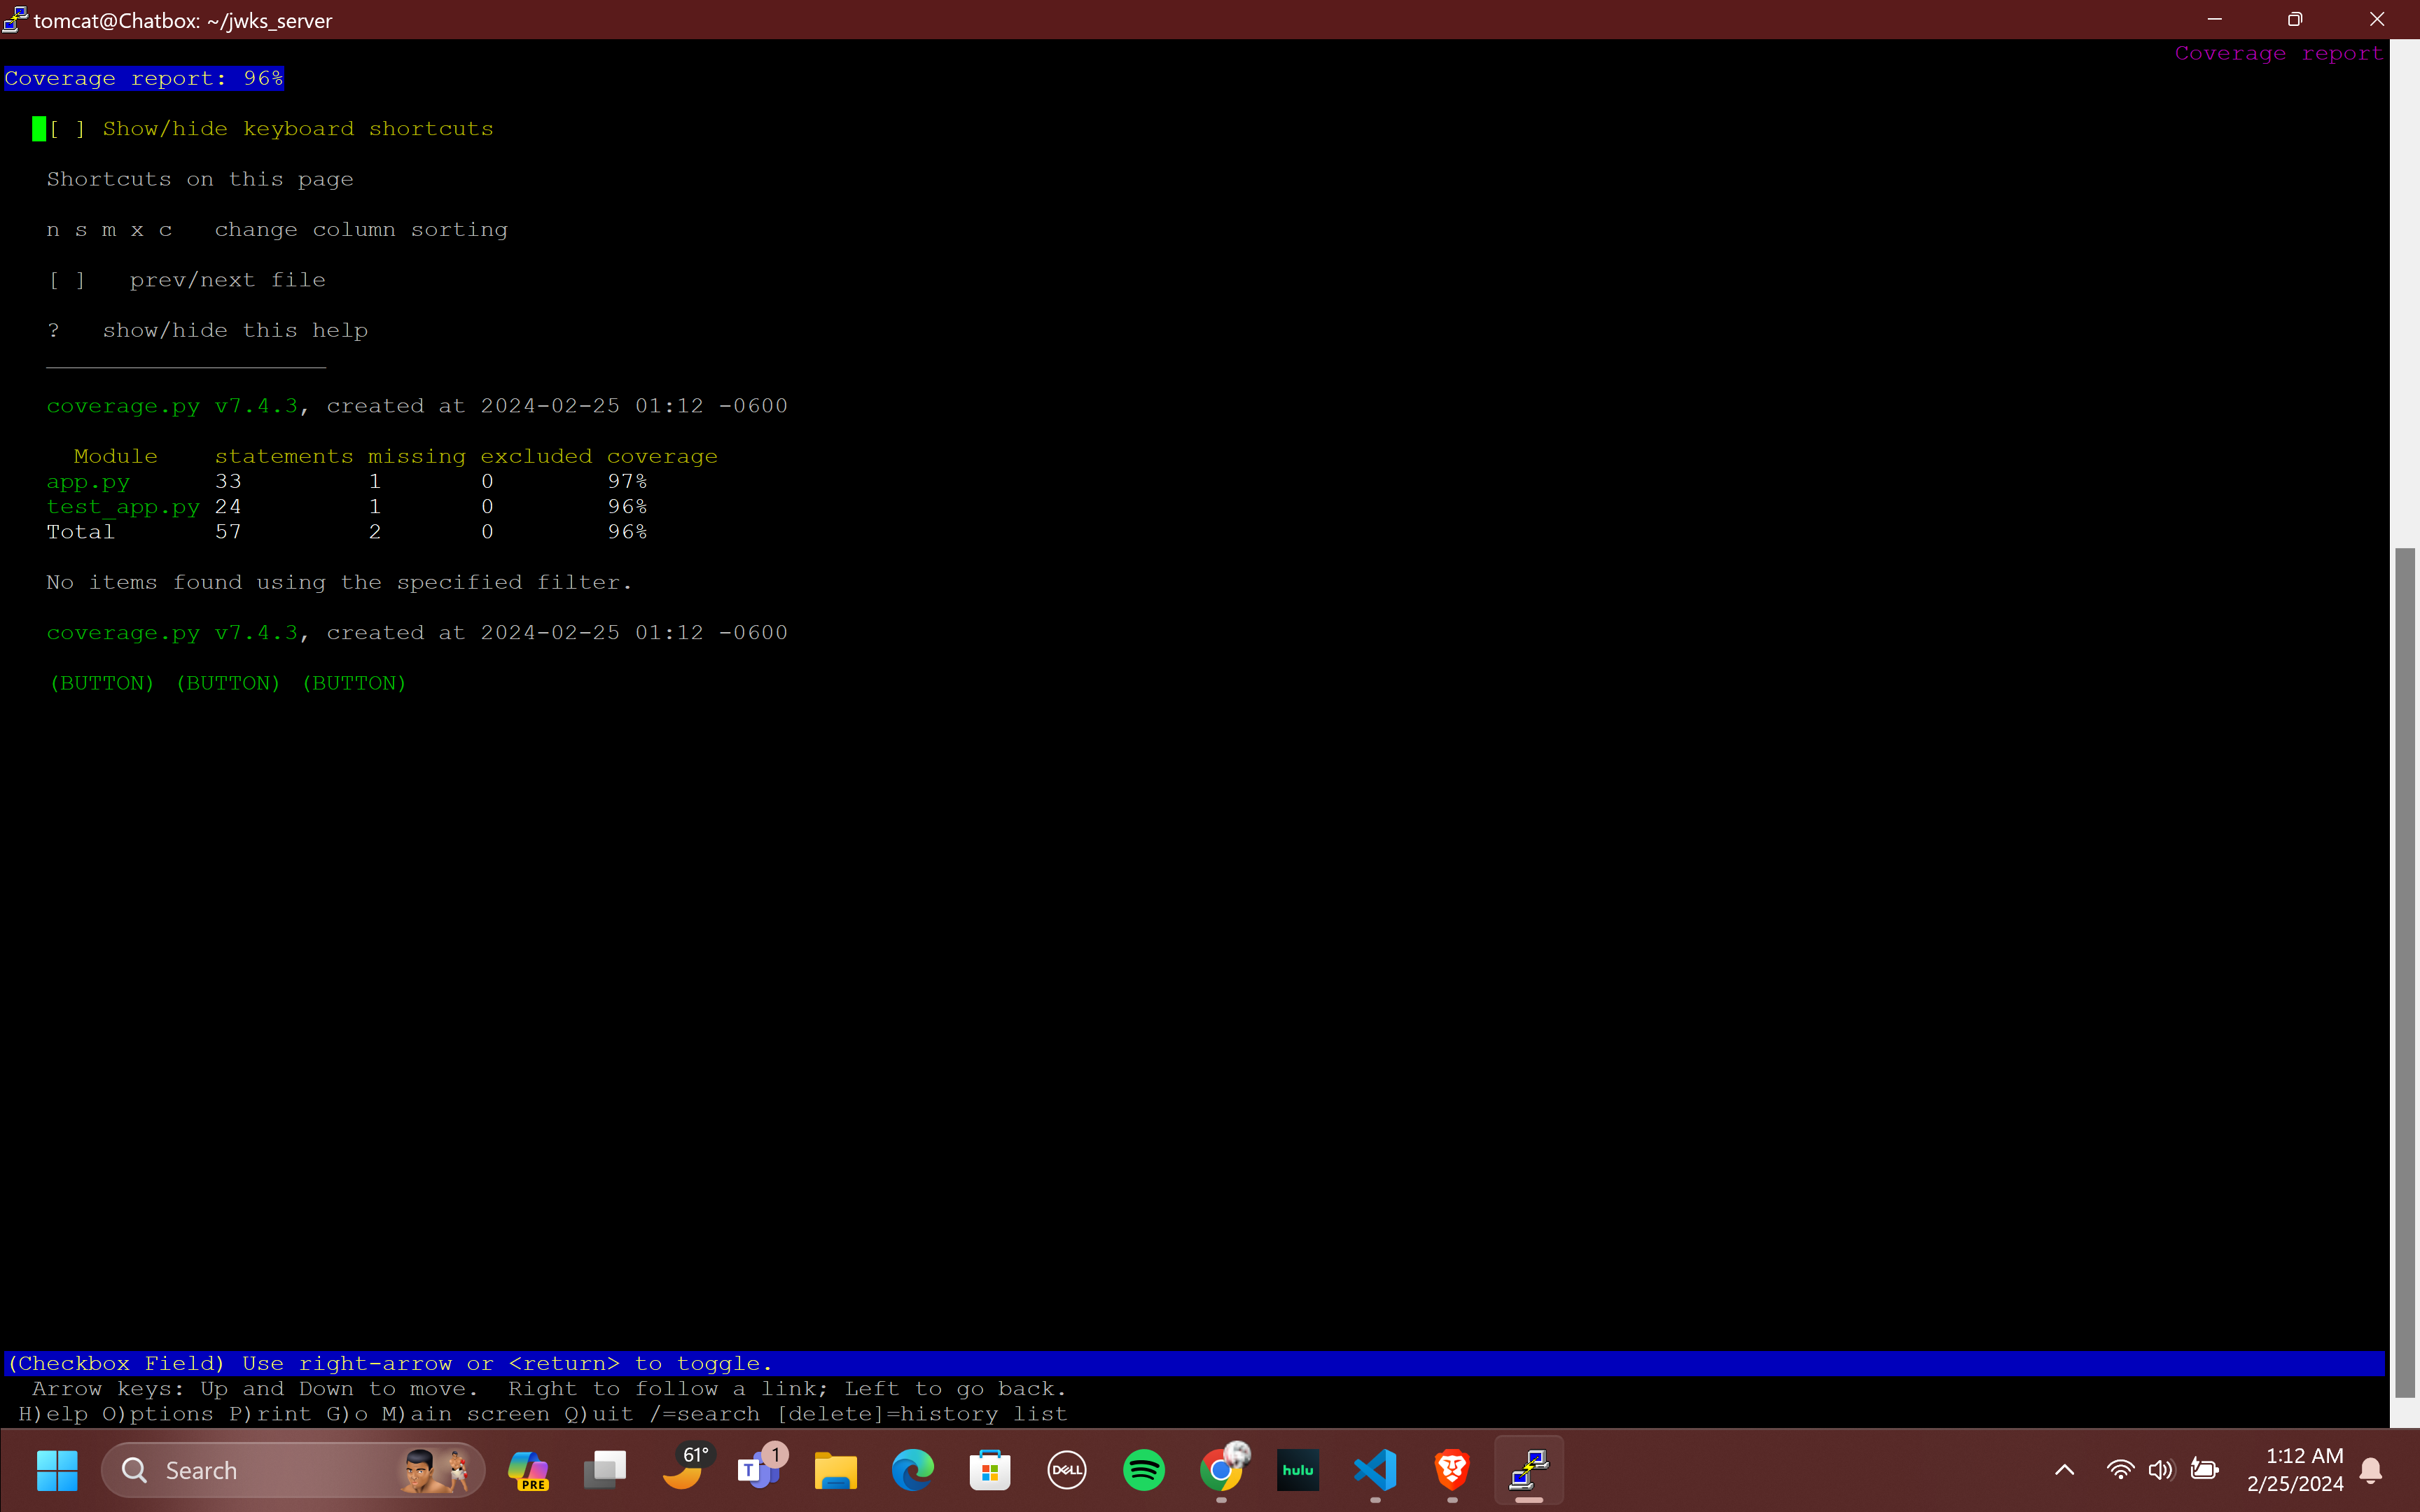 tomcat@Chatbox: ~/jwks_server
Coverage report
Coverage report: 96%
[ ] Show/hide keyboard shortcuts
Shortcuts on this page
n s m x c   change column sorting
[ ]   prev/next file
?   show/hide this help
____________________
coverage.py v7.4.3, created at 2024-02-25 01:12 -0600
Module    statements missing excluded coverage
app.py      33         1       0        97%
test_app.py 24         1       0        96%
Total       57         2       0        96%
No items found using the specified filter.
coverage.py v7.4.3, created at 2024-02-25 01:12 -0600
(BUTTON) (BUTTON) (BUTTON)
(Checkbox Field) Use right-arrow or <return> to toggle.
Arrow keys: Up and Down to move.  Right to follow a link; Left to go back.
H)elp O)ptions P)rint G)o M)ain screen Q)uit /=search [delete]=history list
Search
PRE
61°
T
1
DELL
hulu
1:12 AM
2/25/2024